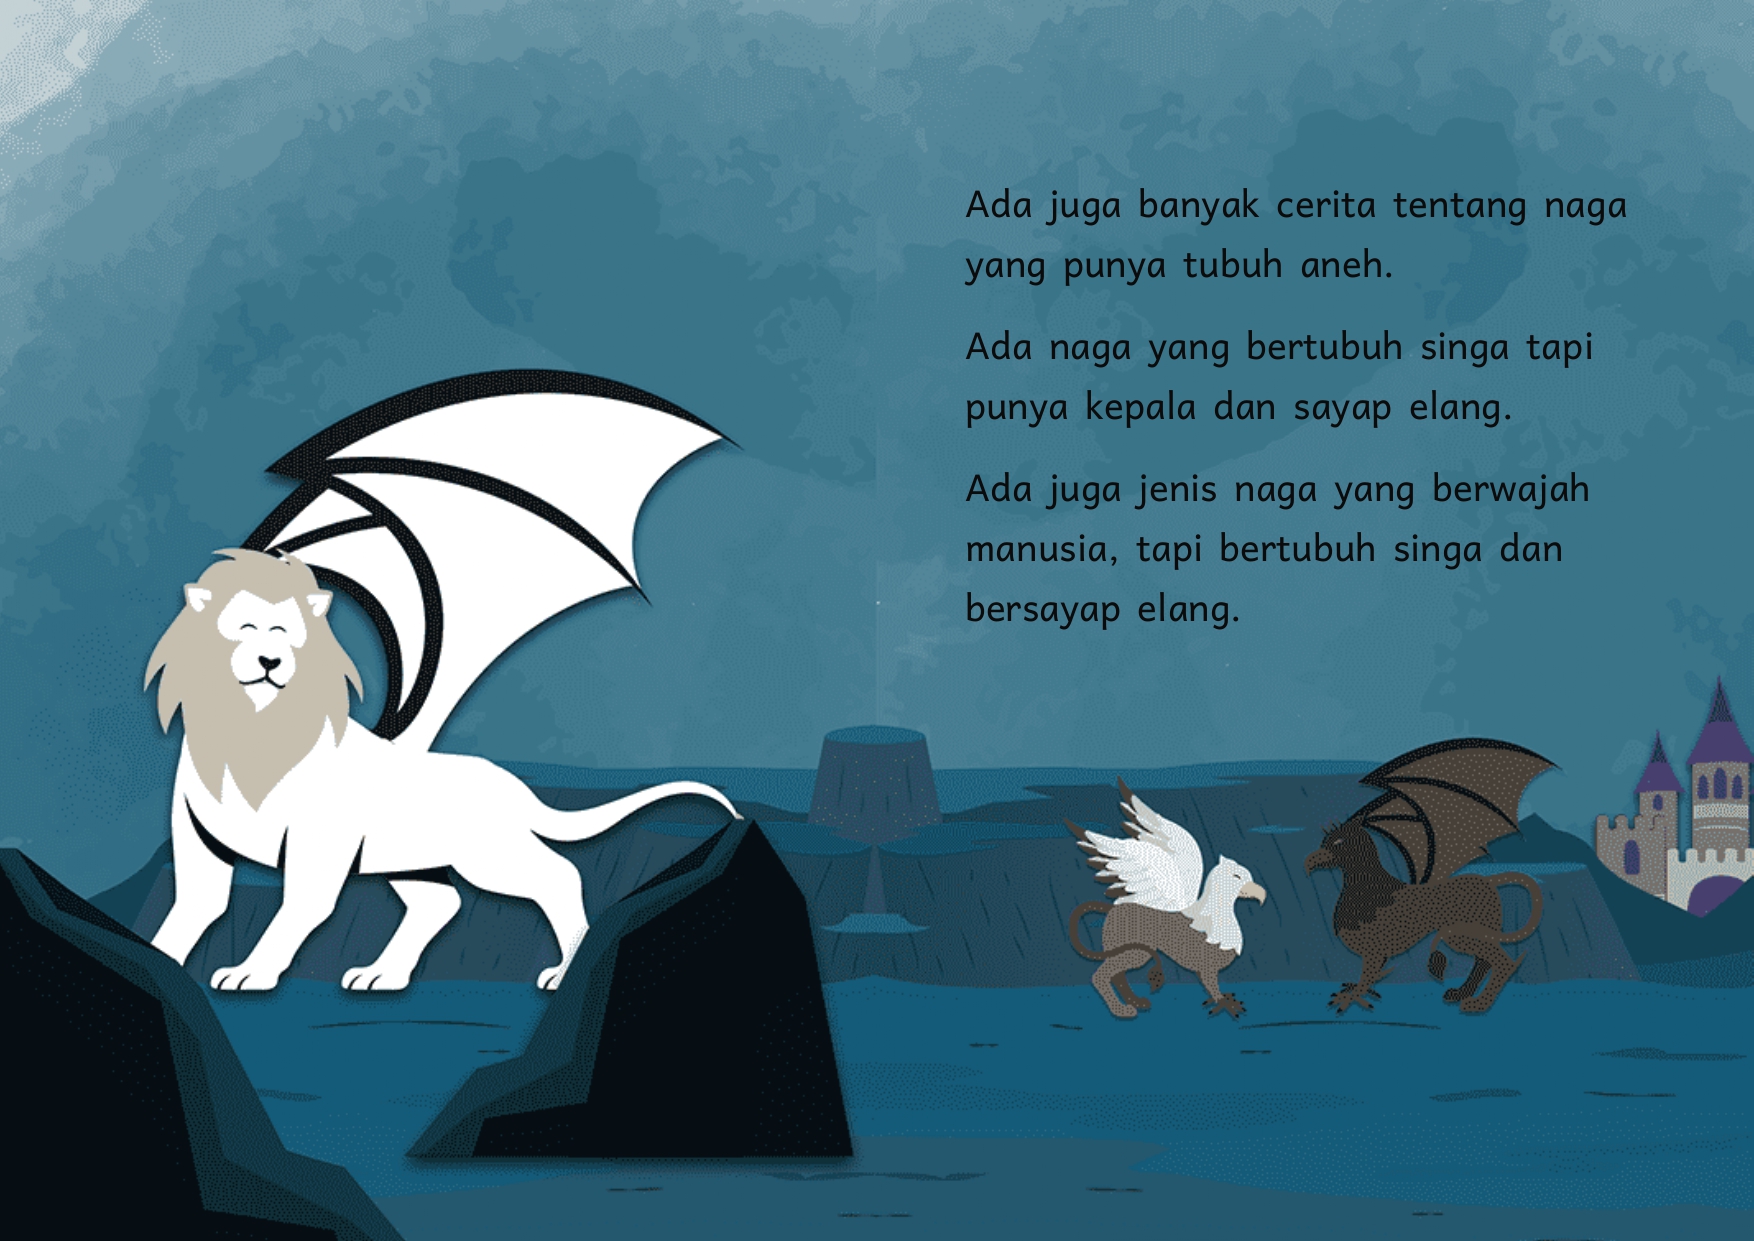 Ada juga banyak cerita tentang naga
yang punya tubuh aneh.
Ada naga yang bertubuh singa tapi
punya kepala dan sayap elang.
Ada juga jenis naga yang berwajah
manusia, tapi bertubuh singa dan
bersayap elang.